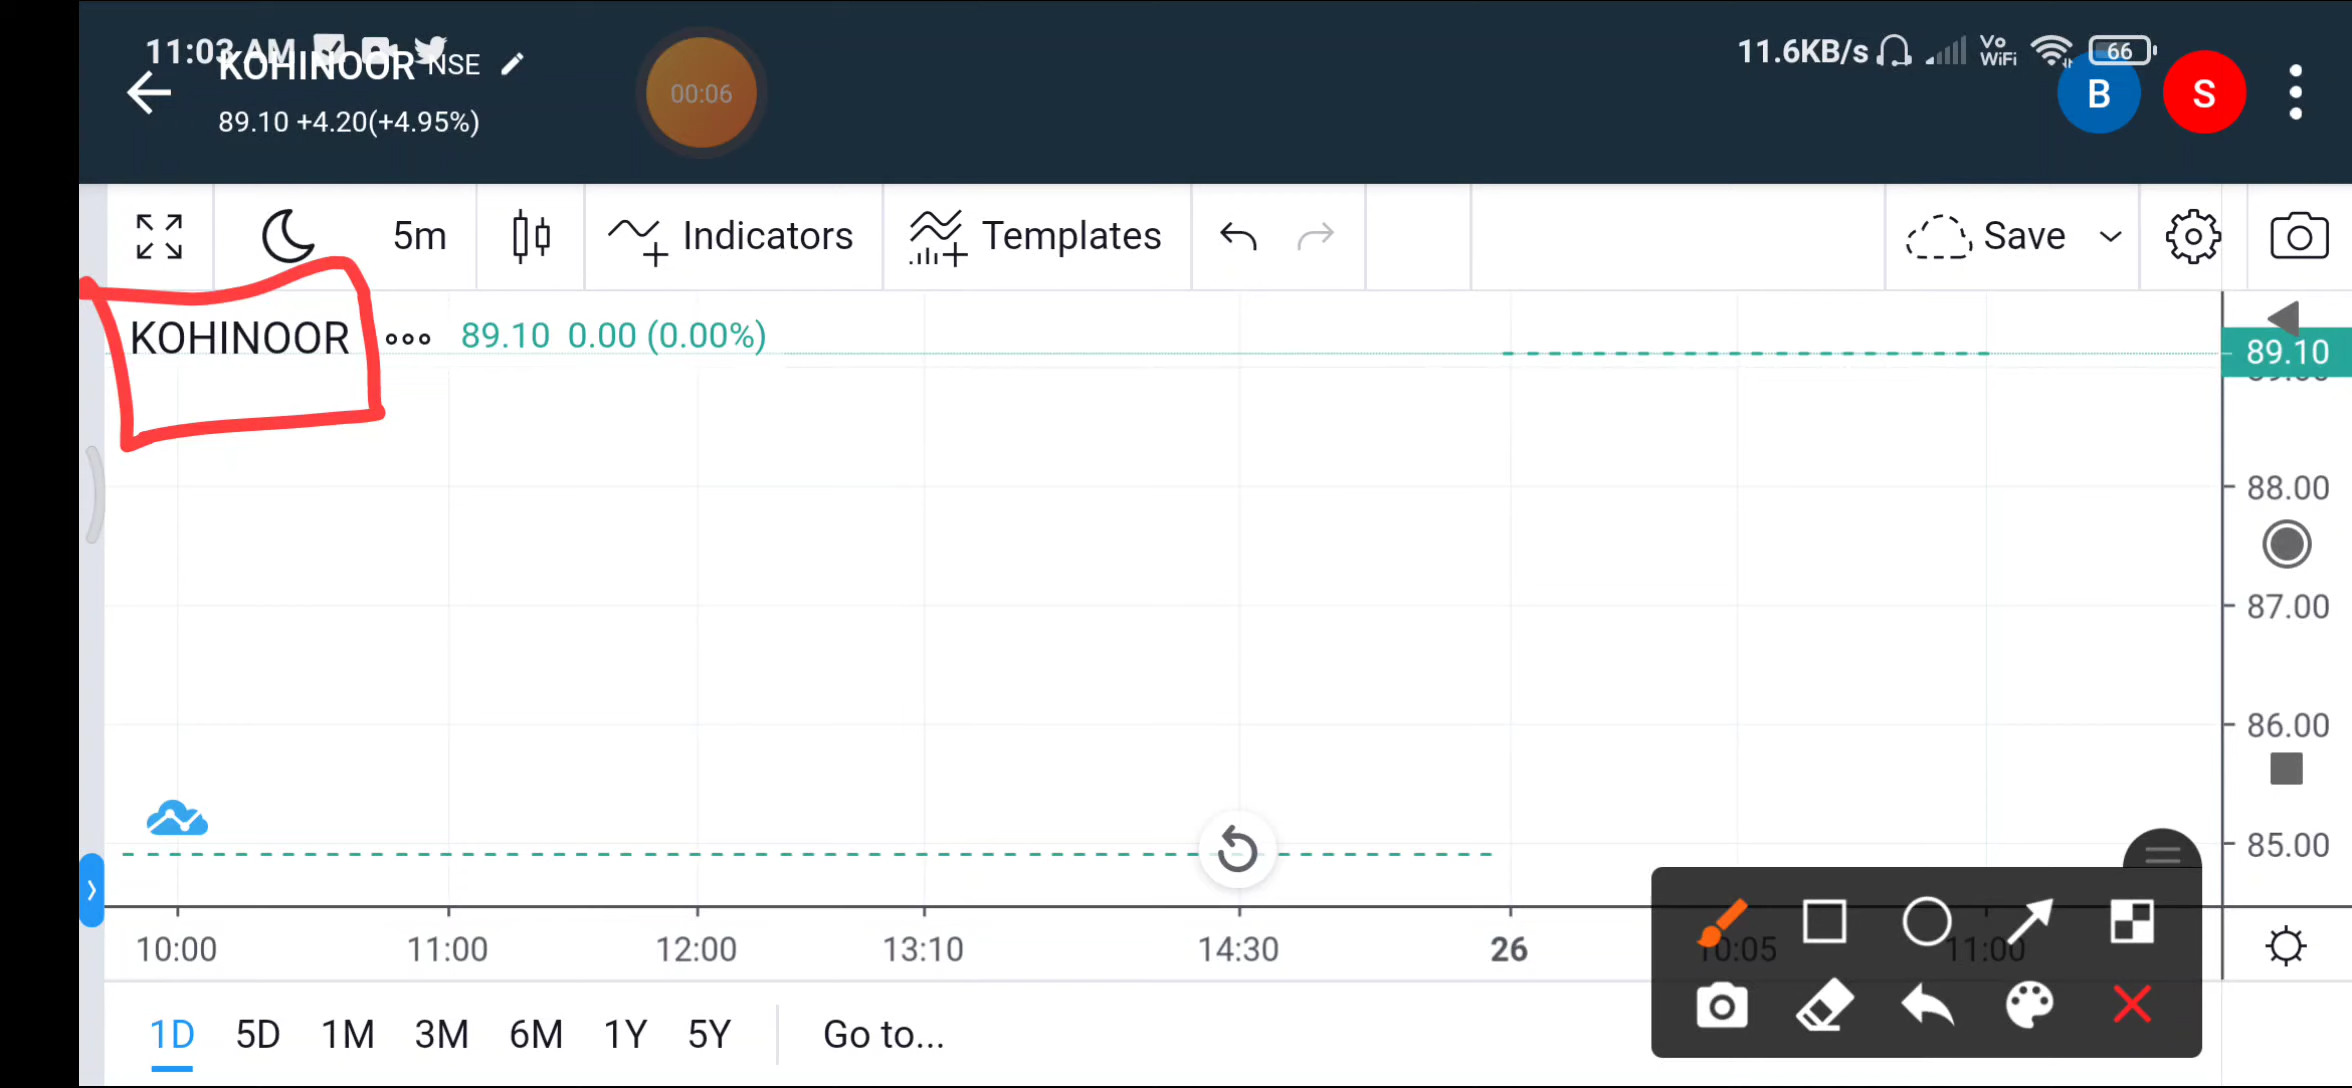 11:03 AM
11.6KB/s
Vo
WiFi
66
KOHINOOR NSE
89.10 +4.20(+4.95%)
00:06
B
S
5m
Indicators
Templates
Save
KOHINOOR
89.10 0.00 (0.00%)
89.10
88.00
87.00
86.00
85.00
10:00
11:00
12:00
13:10
14:30
26
10:05
11:00
1D
5D
1M
3M
6M
1Y
5Y
Go to...